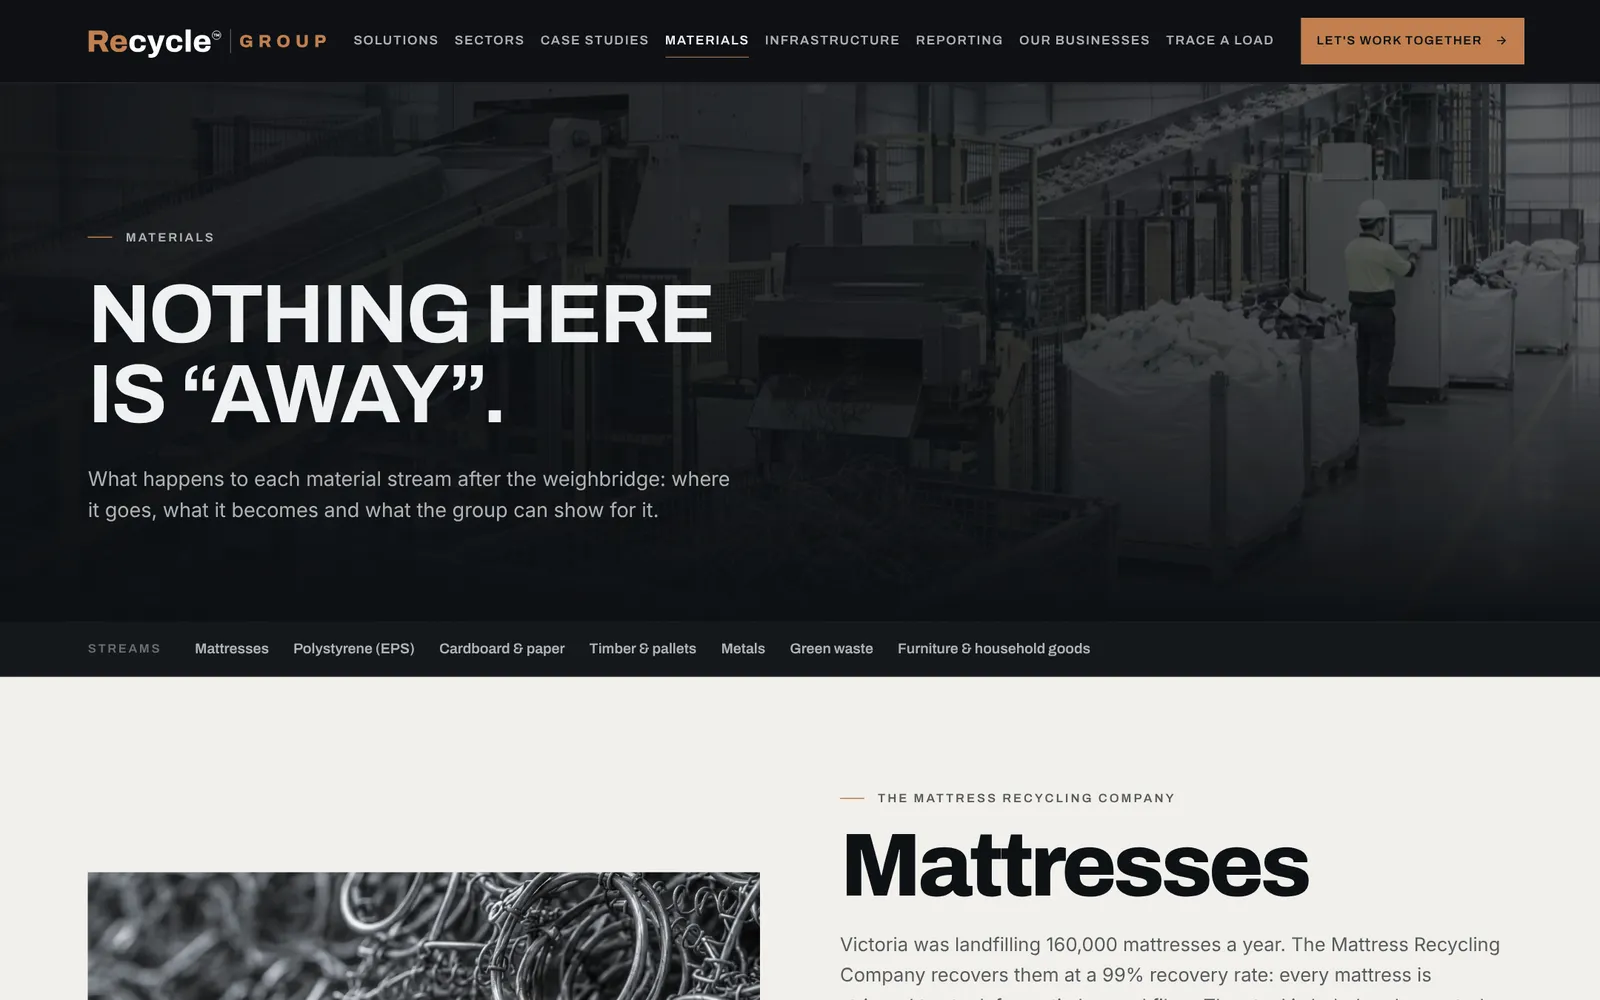 Recycle™ GROUP
SOLUTIONS SECTORS CASE STUDIES MATERIALS INFRASTRUCTURE REPORTING OUR BUSINESSES TRACE A LOAD LET'S WORK TOGETHER →
MATERIALS
NOTHING HERE
IS “AWAY”.
What happens to each material stream after the weighbridge: where
it goes, what it becomes and what the group can show for it.
STREAMS Mattresses Polystyrene (EPS) Cardboard & paper Timber & pallets Metals Green waste Furniture & household goods
THE MATTRESS RECYCLING COMPANY
Mattresses
Victoria was landfilling 160,000 mattresses a year. The Mattress Recycling
Company recovers them at a 99% recovery rate: every mattress is